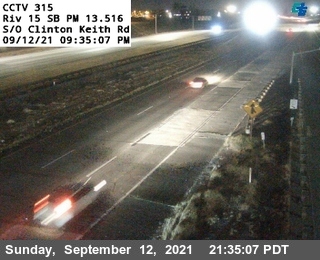 CCTV 315
Riv 15 SB PM 13.516
S/O Clinton Keith Rd
09/12/21 09:35:07 PM
Sunday, September 12, 2021 21:35:07 PDT